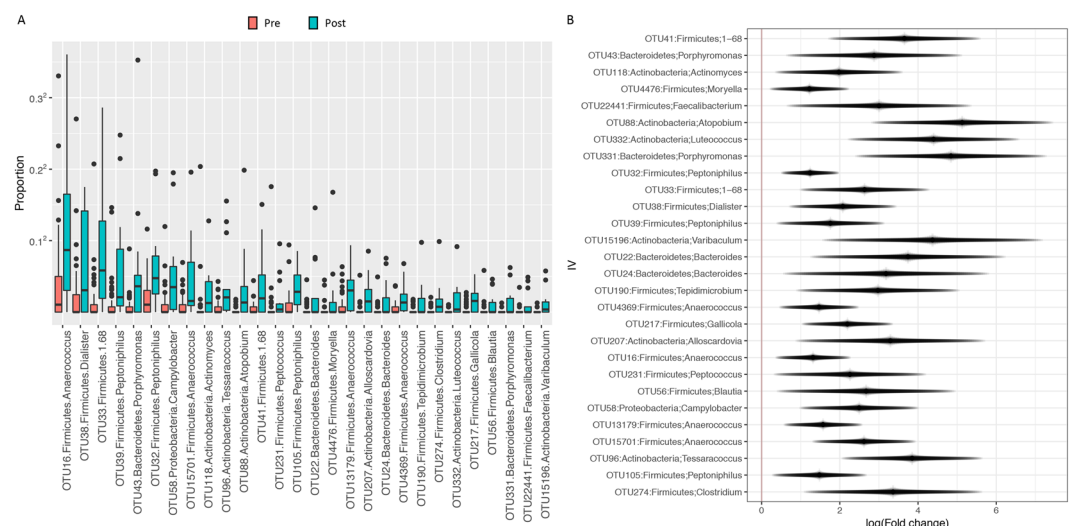 A
Pre
Post
Proportion
0.3²
0.2²
0.1²
OTU16.Firmicutes.Anaerococcus
OTU38.Firmicutes.Dialister
OTU33.Firmicutes.1.68
OTU39.Firmicutes.Peptoniphilus
OTU43.Bacteroidetes.Porphyromonas
OTU32.Firmicutes.Peptoniphilus
OTU58.Proteobacteria.Campylobacter
OTU15701.Firmicutes.Anaerococcus
OTU118.Actinobacteria.Actinomyces
OTU96.Actinobacteria.Tessaracoccus
OTU88.Actinobacteria.Atopobium
OTU41.Firmicutes.1.68
OTU231.Firmicutes.Peptococcus
OTU105.Firmicutes.Peptoniphilus
OTU22.Bacteroidetes.Bacteroides
OTU4476.Firmicutes.Moryella
OTU13179.Firmicutes.Anaerococcus
OTU207.Actinobacteria.Alloscardovia
OTU24.Bacteroidetes.Bacteroides
OTU4369.Firmicutes.Anaerococcus
OTU190.Firmicutes.Tepidimicrobium
OTU274.Firmicutes.Clostridium
OTU332.Actinobacteria.Luteococcus
OTU217.Firmicutes.Gallicola
OTU56.Firmicutes.Blautia
OTU331.Bacteroidetes.Porphyromonas
OTU22441.Firmicutes.Faecalibacterium
OTU15196.Actinobacteria.Varibaculum
B
IV
OTU41:Firmicutes;1−68
OTU43:Bacteroidetes;Porphyromonas
OTU118:Actinobacteria;Actinomyces
OTU4476:Firmicutes;Moryella
OTU22441:Firmicutes;Faecalibacterium
OTU88:Actinobacteria;Atopobium
OTU332:Actinobacteria;Luteococcus
OTU331:Bacteroidetes;Porphyromonas
OTU32:Firmicutes;Peptoniphilus
OTU33:Firmicutes;1−68
OTU38:Firmicutes;Dialister
OTU39:Firmicutes;Peptoniphilus
OTU15196:Actinobacteria;Varibaculum
OTU22:Bacteroidetes;Bacteroides
OTU24:Bacteroidetes;Bacteroides
OTU190:Firmicutes;Tepidimicrobium
OTU4369:Firmicutes;Anaerococcus
OTU217:Firmicutes;Gallicola
OTU207:Actinobacteria;Alloscardovia
OTU16:Firmicutes;Anaerococcus
OTU231:Firmicutes;Peptococcus
OTU56:Firmicutes;Blautia
OTU58:Proteobacteria;Campylobacter
OTU13179:Firmicutes;Anaerococcus
OTU15701:Firmicutes;Anaerococcus
OTU96:Actinobacteria;Tessaracoccus
OTU105:Firmicutes;Peptoniphilus
OTU274:Firmicutes;Clostridium
0 2 4 6
log(Fold change)